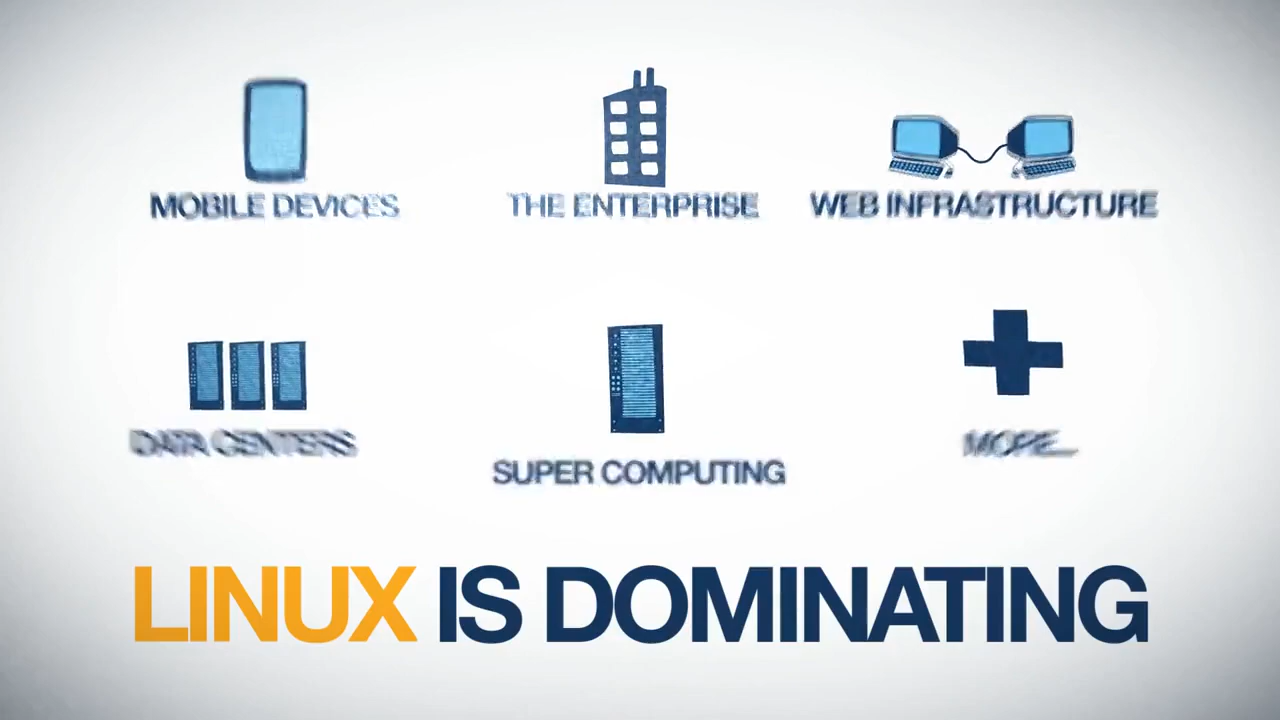 MOBILE DEVICES
THE ENTERPRISE
WEB INFRASTRUCTURE
DATA CENTERS
SUPER COMPUTING
MORE...
LINUX IS DOMINATING